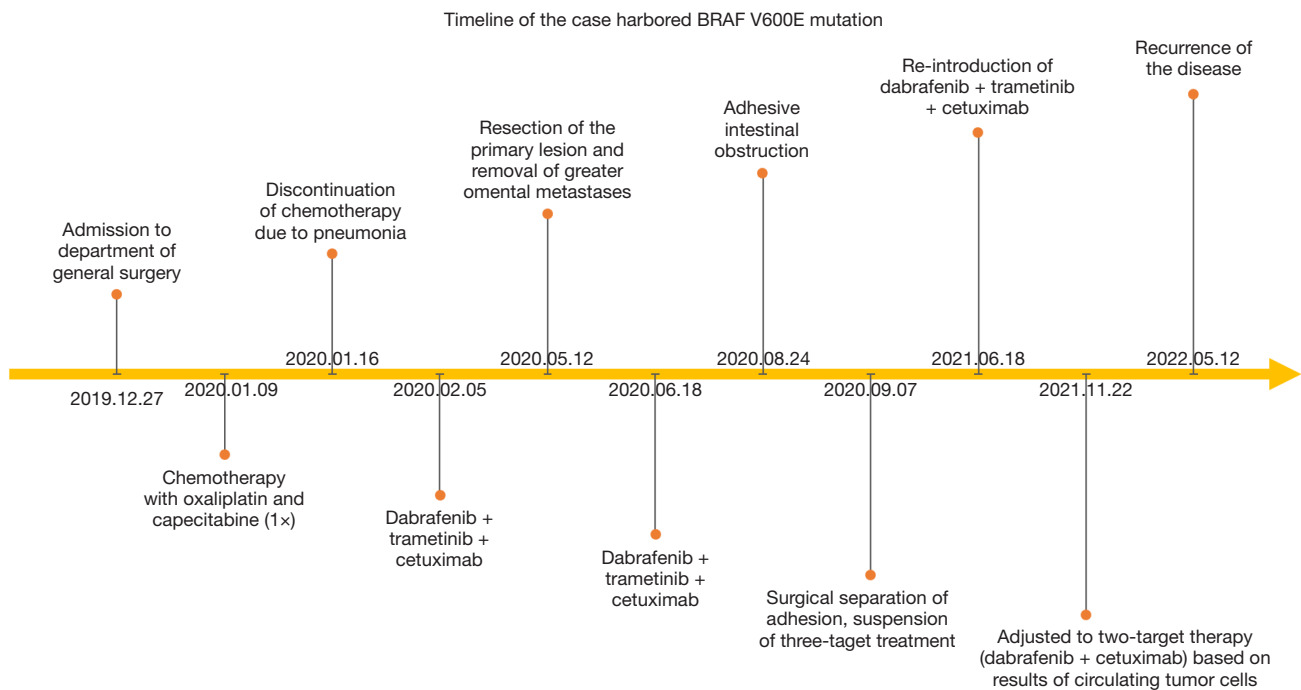 Timeline of the case harbored BRAF V600E mutation
Admission to
department of
general surgery
2019.12.27
2020.01.09
Chemotherapy
with oxaliplatin and
capecitabine (1×)
Discontinuation
of chemotherapy
due to pneumonia
2020.01.16
2020.02.05
Dabrafenib +
trametinib +
cetuximab
Resection of the
primary lesion and
removal of greater
omental metastases
2020.05.12
2020.06.18
Dabrafenib +
trametinib +
cetuximab
Adhesive
intestinal
obstruction
2020.08.24
2020.09.07
Surgical separation of
adhesion, suspension
of three-taget treatment
Re-introduction of
dabrafenib + trametinib
+ cetuximab
2021.06.18
2021.11.22
Adjusted to two-target therapy
(dabrafenib + cetuximab) based on
results of circulating tumor cells
Recurrence of
the disease
2022.05.12